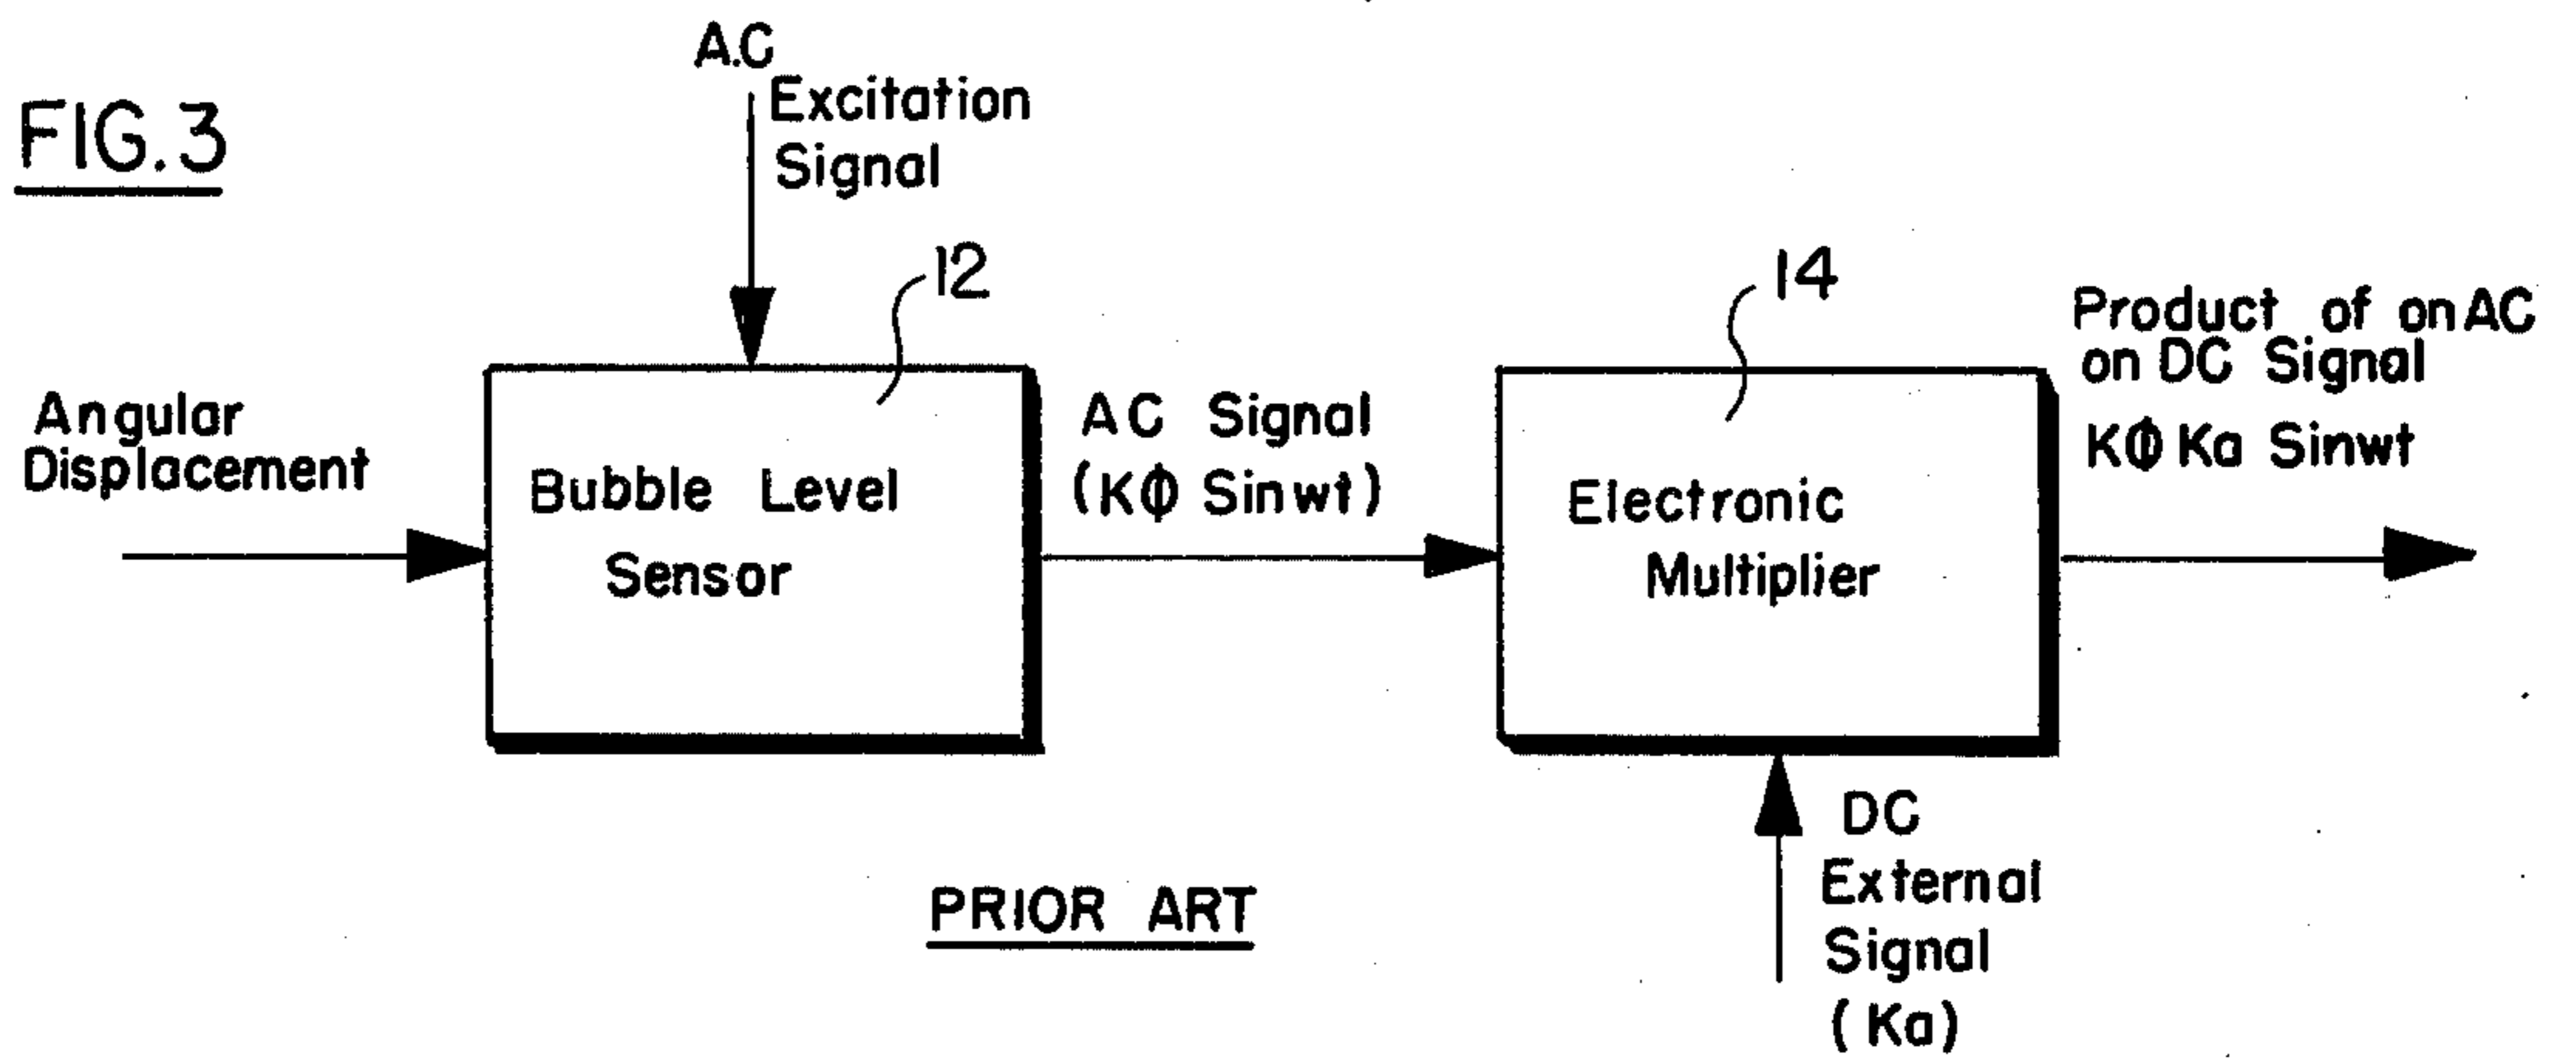 FIG.3
A.C
Excitation
Signal
12
14
Angular
Displacement
Bubble Level
Sensor
AC Signal
(KΦ Sinwt)
Electronic
Multiplier
Product of on AC
on DC Signal
KΦ Ka Sinwt
DC
External
Signal
(Ka)
PRIOR ART